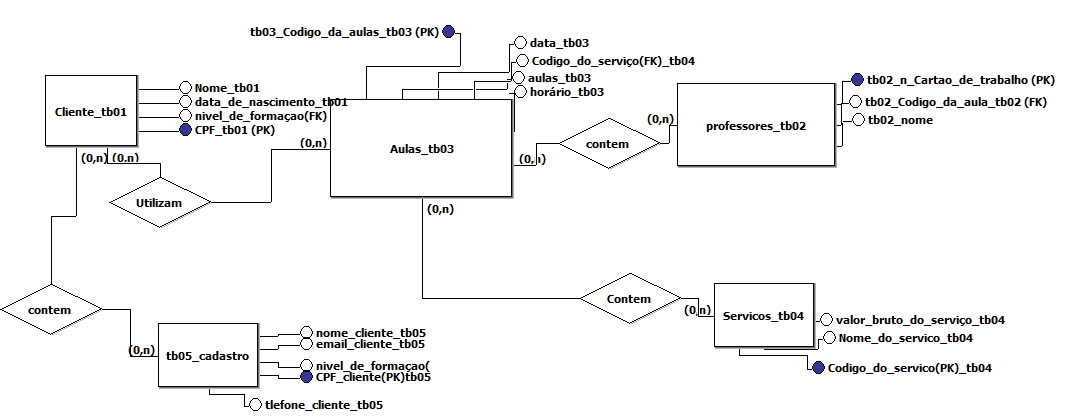 tb03_Codigo_da_aulas_tb03 (PK)
data_tb03
Codigo_do_serviço(FK)_tb04
aulas_tb03
horário_tb03
Cliente_tb01
Nome_tb01
data_de_nascimento_tb01
nivel_de_formaçao(FK)
CPF_tb01 (PK)
Aulas_tb03
professores_tb02
tb02_n_Cartao_de_trabalho (PK)
tb02_Codigo_da_aula_tb02 (FK)
tb02_nome
(0,n)
(0,n)
(0,n)
(0,n)
(0,n)
contem
Utilizam
(0,n)
contem
Contem
(0,n)
Servicos_tb04
valor_bruto_do_serviço_tb04
Nome_do_servico_tb04
Codigo_do_servico(PK)_tb04
(0,n)
tb05_cadastro
nome_cliente_tb05
email_cliente_tb05
nivel_de_formaçao(
CPF_cliente(PK)tb05
tlefone_cliente_tb05